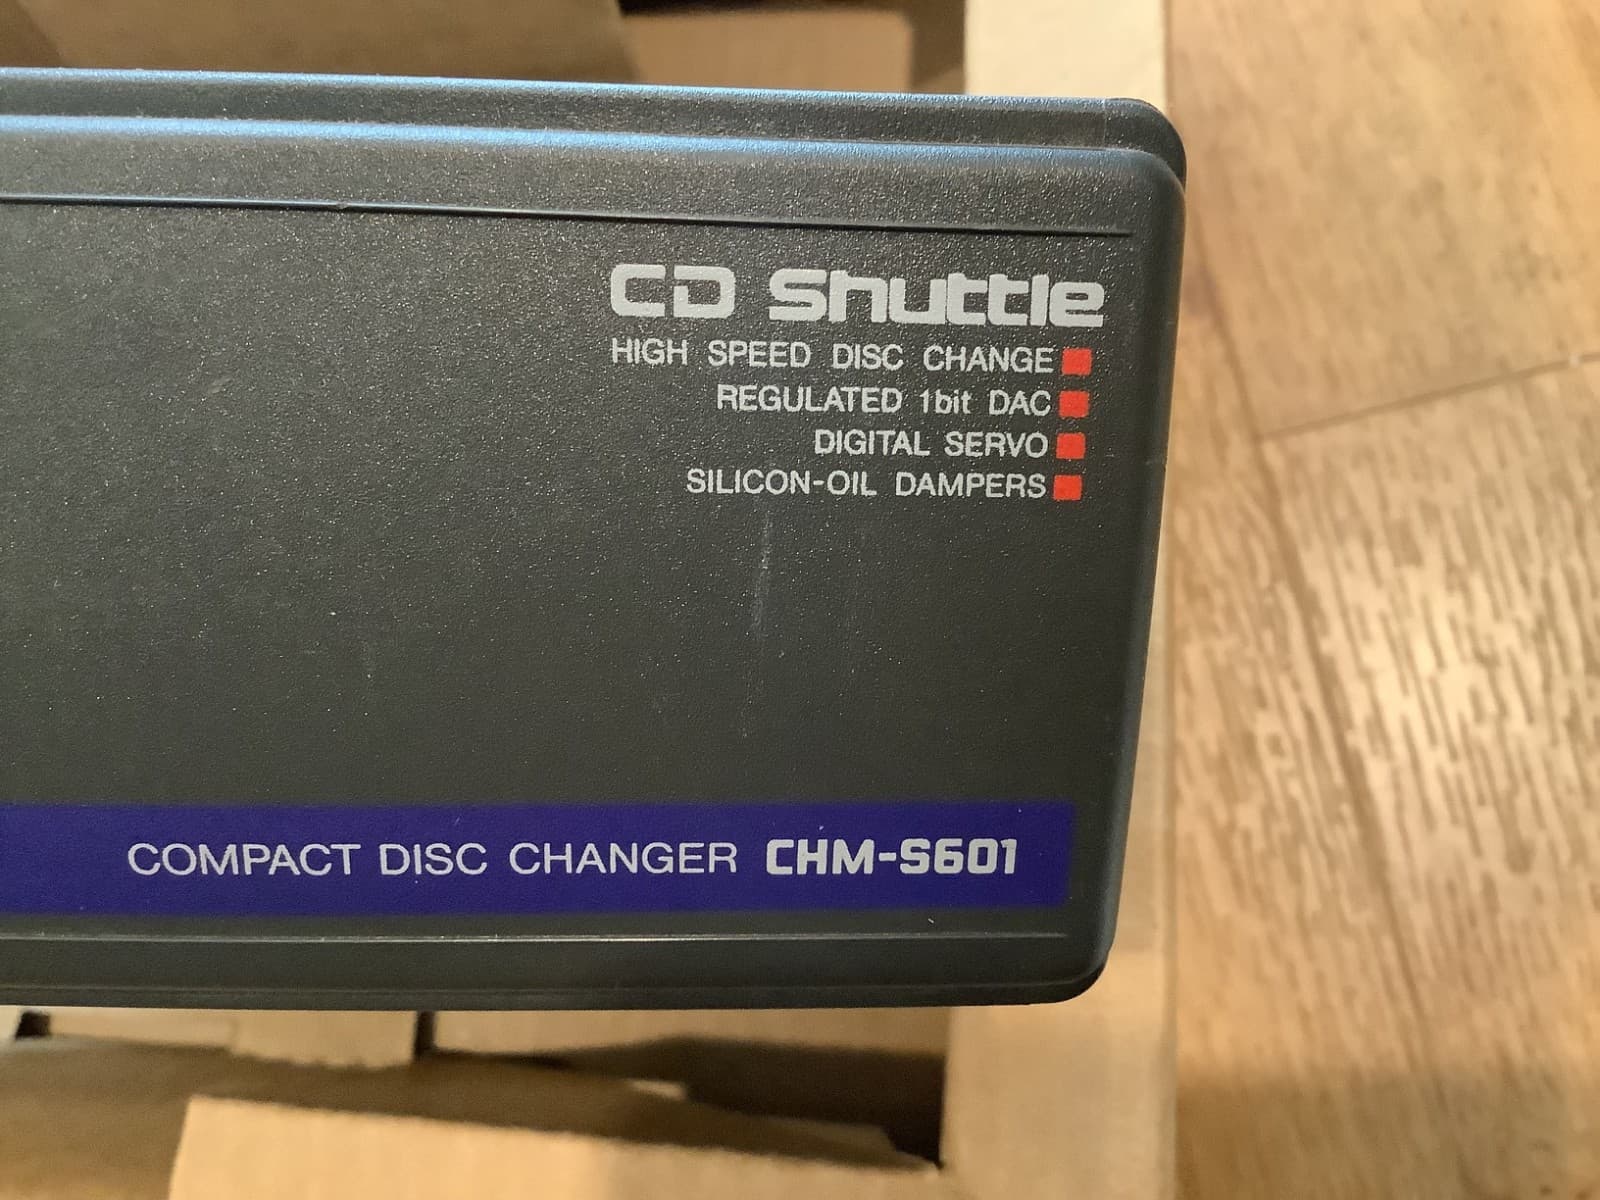 CD Shuttle
HIGH SPEED DISC CHANGE
REGULATED 1bit DAC
DIGITAL SERVO
SILICON-OIL DAMPERS
COMPACT DISC CHANGER CHM-S601